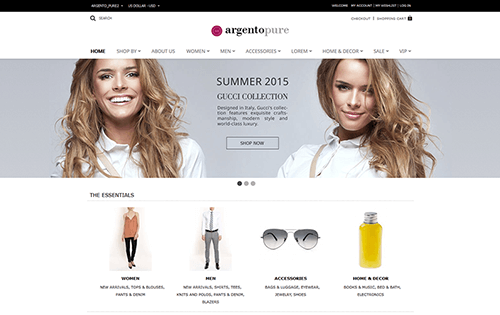 ARGENTO_PURE2 US DOLLAR - USD WELCOME MY ACCOUNT | MY WISHLIST | LOG IN
SEARCH CHECKOUT | SHOPPING CART
argentopure
HOME SHOP BY ABOUT US WOMEN MEN ACCESSORIES LOREM HOME & DECOR SALE VIP
SUMMER 2015
GUCCI COLLECTION
Designed in Italy, Gucci's collec-
tion features exquisite crafts-
manship, modern style and
world-class luxury.
SHOP NOW
THE ESSENTIALS
WOMEN
NEW ARRIVALS, TOPS & BLOUSES,
PANTS & DENIM
MEN
NEW ARRIVALS, SHIRTS, TEES,
KNITS AND POLOS, PANTS & DENIM,
BLAZERS
ACCESSORIES
BAGS & LUGGAGE, EYEWEAR,
JEWELRY, SHOES
HOME & DECOR
BOOKS & MUSIC, BED & BATH,
ELECTRONICS